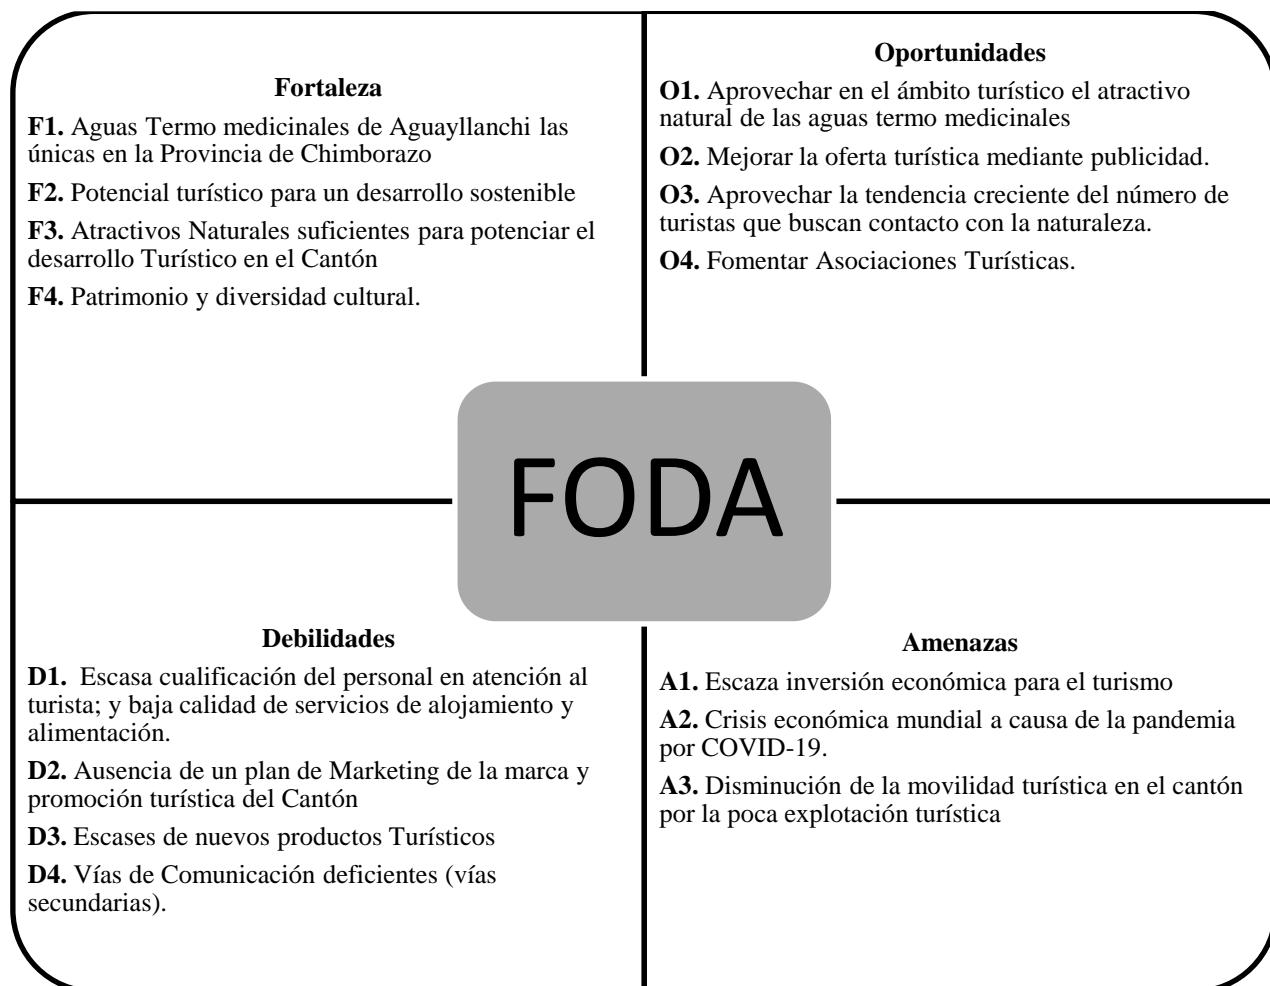 Fortaleza
F1. Aguas Termo medicinales de Aguayllanchi las
únicas en la Provincia de Chimborazo
F2. Potencial turístico para un desarrollo sostenible
F3. Atractivos Naturales suficientes para potenciar el
desarrollo Turístico en el Cantón
F4. Patrimonio y diversidad cultural.
Oportunidades
O1. Aprovechar en el ámbito turístico el atractivo
natural de las aguas termo medicinales
O2. Mejorar la oferta turística mediante publicidad.
O3. Aprovechar la tendencia creciente del número de
turistas que buscan contacto con la naturaleza.
O4. Fomentar Asociaciones Turísticas.
FODA
Debilidades
D1. Escasa cualificación del personal en atención al
turista; y baja calidad de servicios de alojamiento y
alimentación.
D2. Ausencia de un plan de Marketing de la marca y
promoción turística del Cantón
D3. Escases de nuevos productos Turísticos
D4. Vías de Comunicación deficientes (vías
secundarias).
Amenazas
A1. Escaza inversión económica para el turismo
A2. Crisis económica mundial a causa de la pandemia
por COVID-19.
A3. Disminución de la movilidad turística en el cantón
por la poca explotación turística